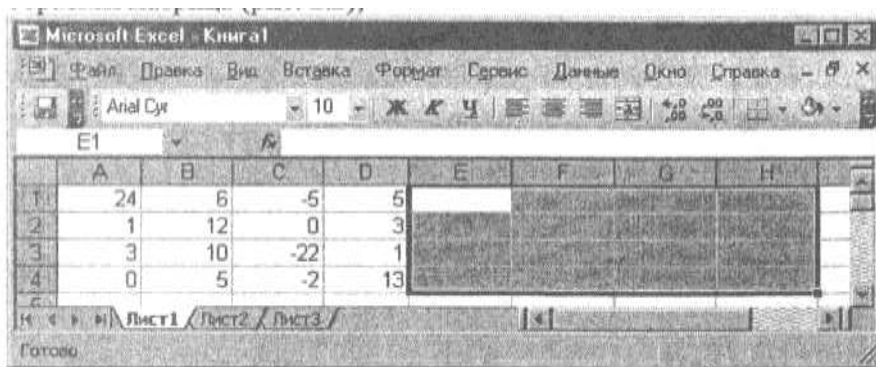 Microsoft Excel - Книга1
Файл Правка Вид Вставка Формат Сервис Данные Окно Справка
Arial Cyr 10 Ж К Ч
E1 fx
A B C D E F G H
1 24 6 -5 5
2 1 12 0 3
3 3 10 -22 1
4 0 5 -2 13
Лист1 Лист2 Лист3
Готово